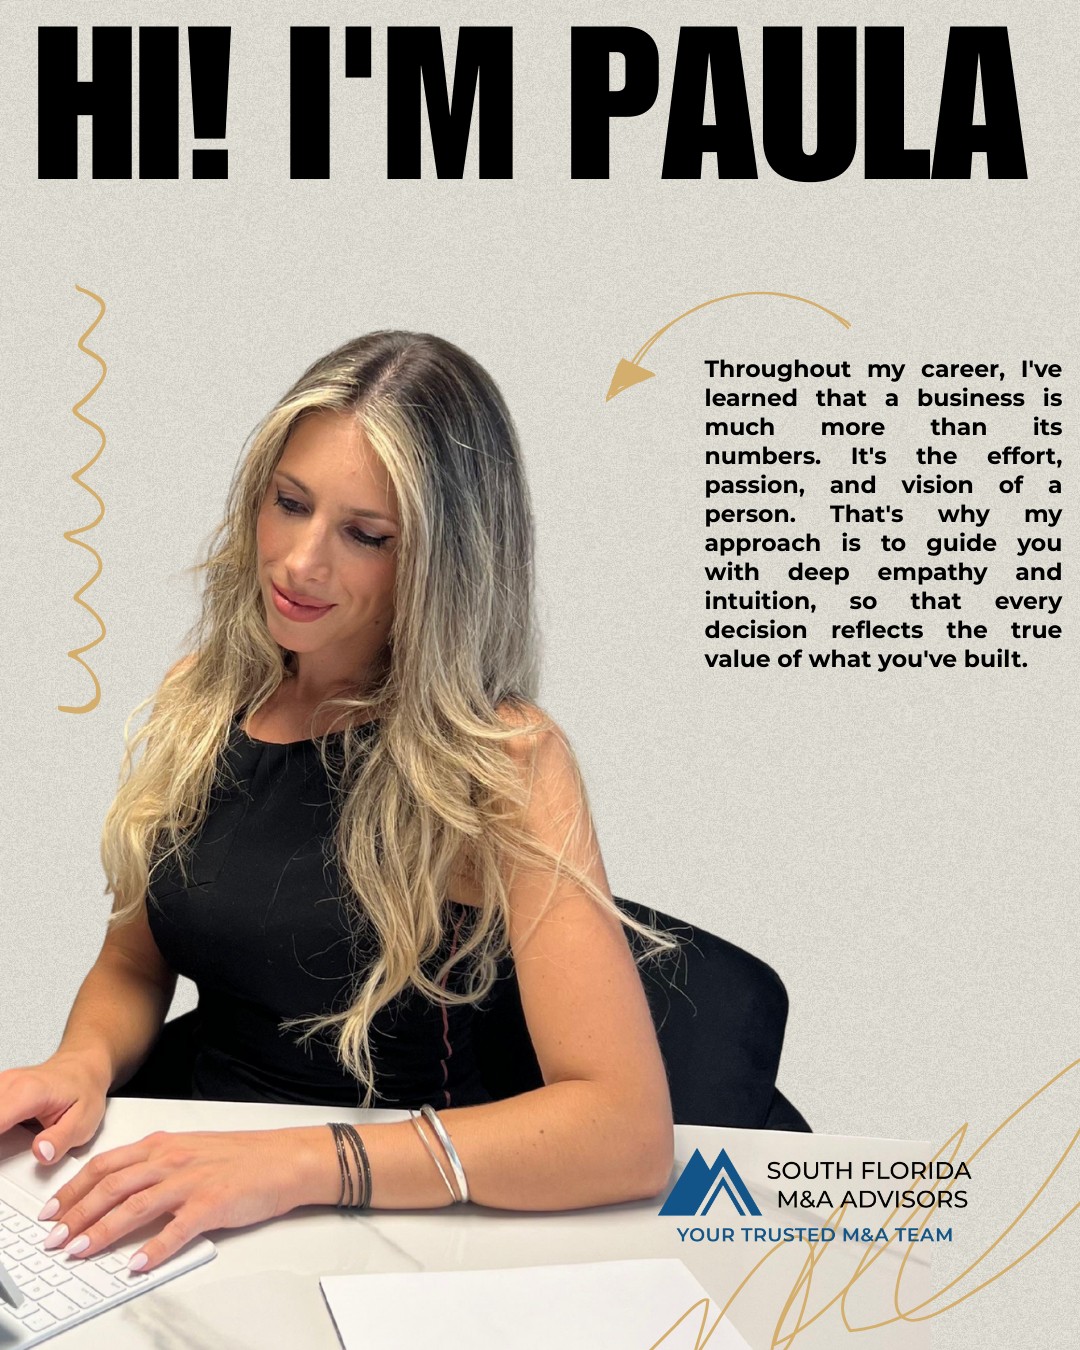 HI! I'M PAULA
Throughout my career, I've
learned that a business is
much more than its
numbers. It's the effort,
passion, and vision of a
person. That's why my
approach is to guide you
with deep empathy and
intuition, so that every
decision reflects the true
value of what you've built.
SOUTH FLORIDA
M&A ADVISORS
YOUR TRUSTED M&A TEAM